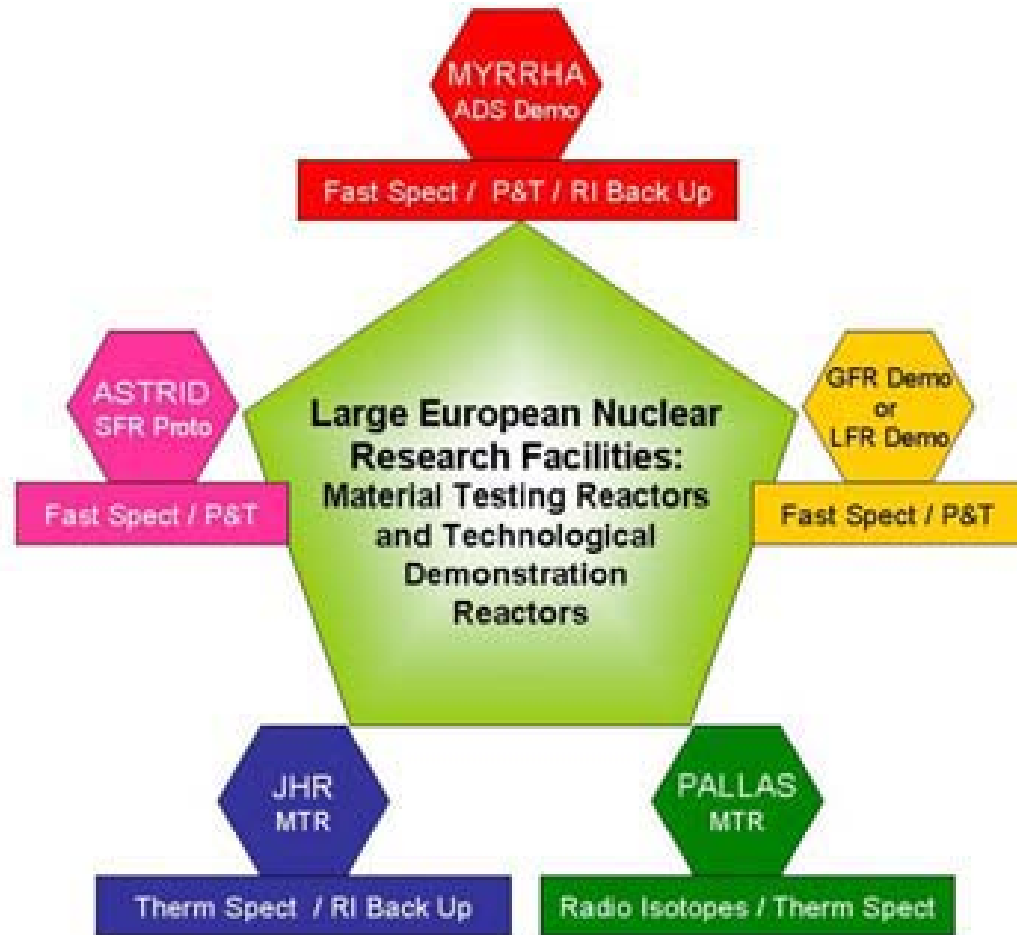 MYRRHA
ADS Demo
Fast Spect / P&T / RI Back Up
ASTRID
SFR Proto
Fast Spect / P&T
GFR Demo
or
LFR Demo
Fast Spect / P&T
Large European Nuclear
Research Facilities:
Material Testing Reactors
and Technological
Demonstration
Reactors
JHR
MTR
Therm Spect / RI Back Up
PALLAS
MTR
Radio Isotopes / Therm Spect